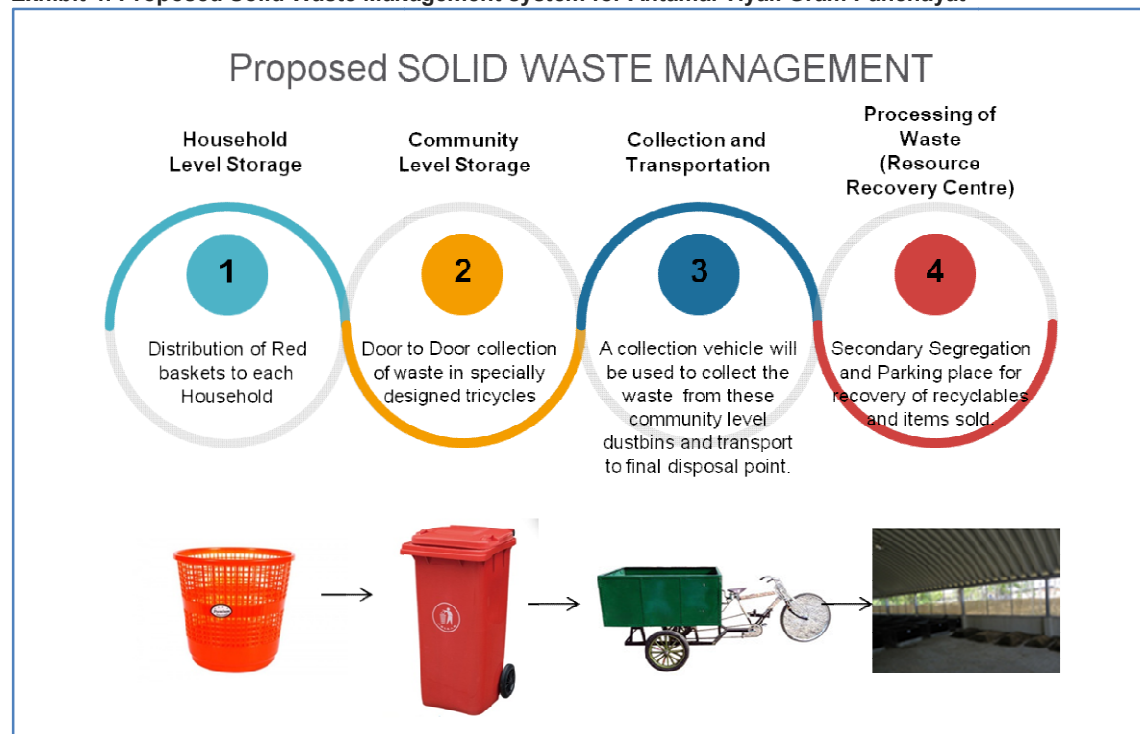 Proposed SOLID WASTE MANAGEMENT
Household
Level Storage
Community
Level Storage
Collection and
Transportation
Processing of
Waste
(Resource
Recovery Centre)
1
2
3
4
Distribution of Red
baskets to each
Household
Door to Door collection
of waste in specially
designed tricycles
A collection vehicle will
be used to collect the
waste from these
community level
dustbins and transport
to final disposal point.
Secondary Segregation
and Parking place for
recovery of recyclables
and items sold.